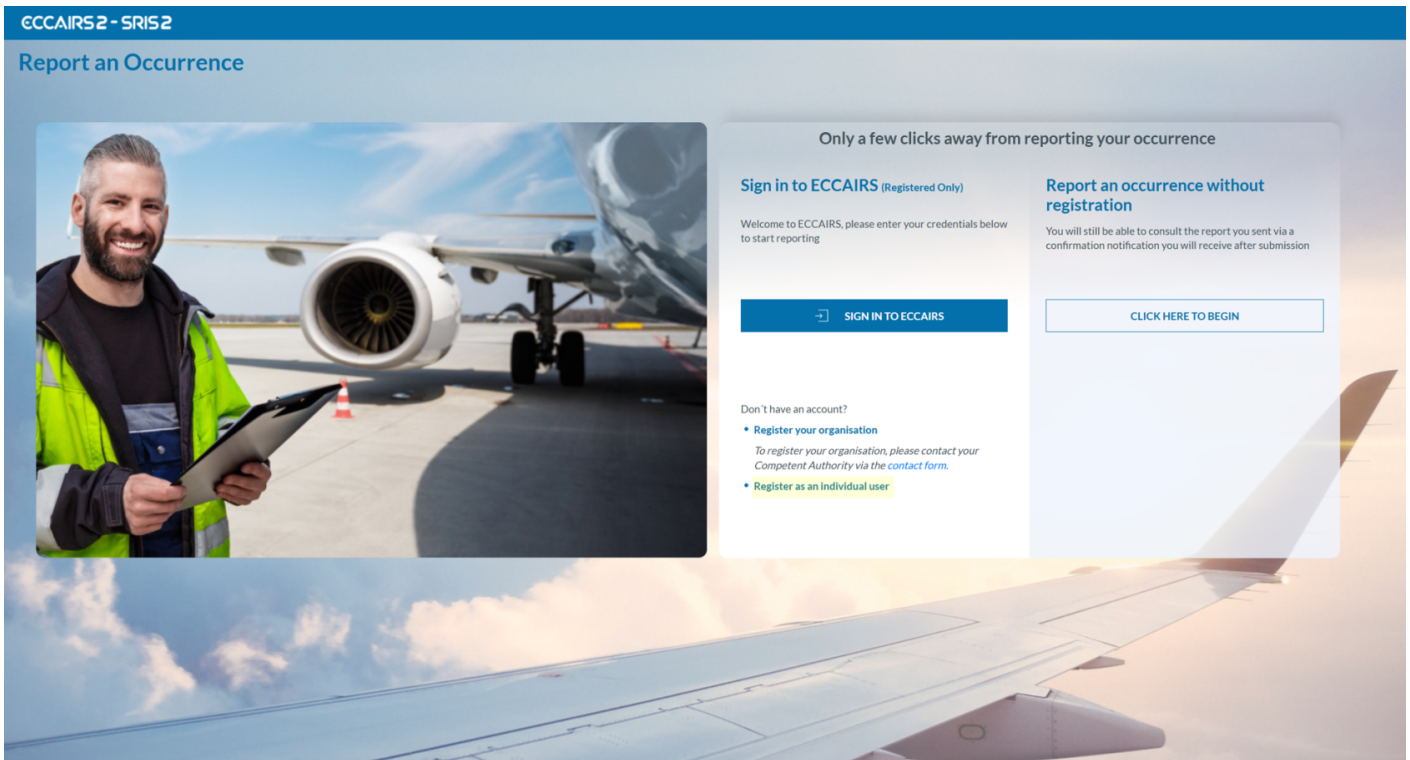 ECCAIRS 2 - SRIS 2
Report an Occurrence
Only a few clicks away from reporting your occurrence
Sign in to ECCAIRS (Registered Only)
Welcome to ECCAIRS, please enter your credentials below
to start reporting
SIGN IN TO ECCAIRS
Don´t have an account?
• Register your organisation
To register your organisation, please contact your
Competent Authority via the contact form.
• Register as an individual user
Report an occurrence without
registration
You will still be able to consult the report you sent via a
confirmation notification you will receive after submission
CLICK HERE TO BEGIN